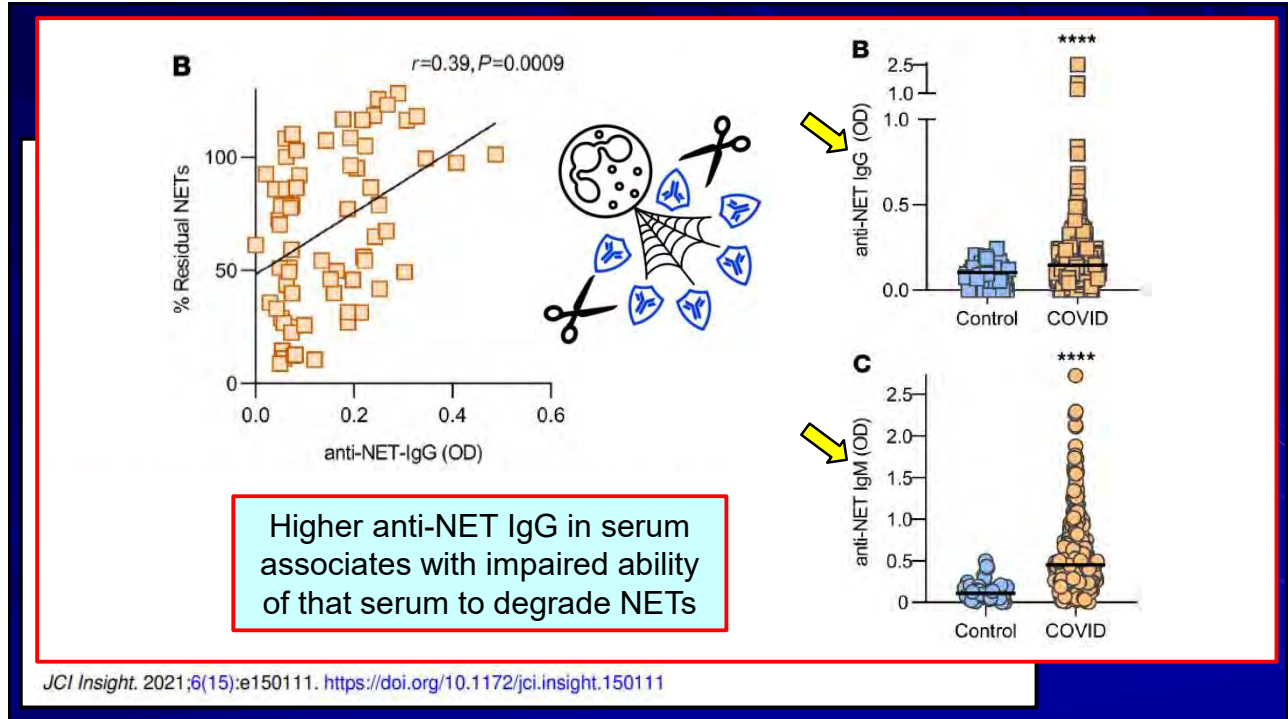 B
r=0.39, P=0.0009
% Residual NETs
100
50
0
0.0 0.2 0.4 0.6
anti-NET-IgG (OD)
Higher anti-NET IgG in serum
associates with impaired ability
of that serum to degrade NETs
B
****
anti-NET IgG (OD)
2.5
1.0
1.0
0.5
0.0
Control COVID
C
****
anti-NET IgM (OD)
2.5
2.0
1.5
1.0
0.5
0
Control COVID
JCI Insight. 2021;6(15):e150111. https://doi.org/10.1172/jci.insight.150111